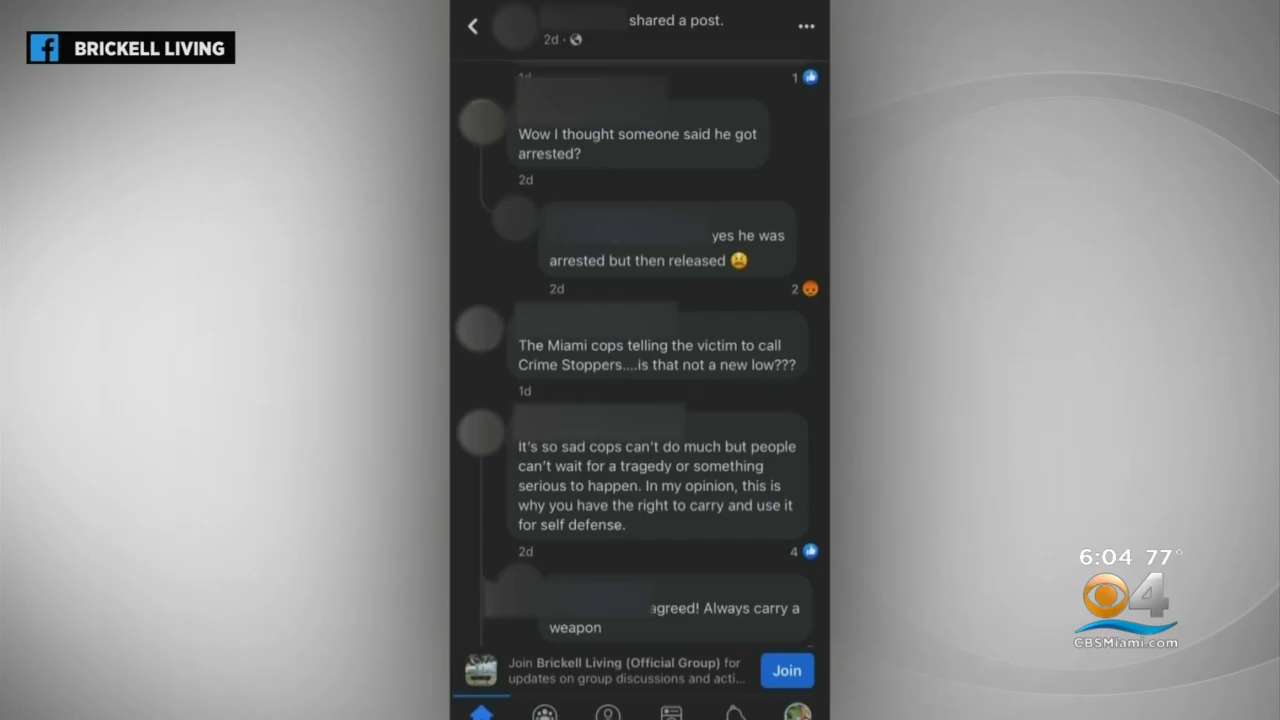 BRICKELL LIVING
shared a post.
2d
1d
1
Wow I thought someone said he got
arrested?
2d
yes he was
arrested but then released 😫
2d
2
The Miami cops telling the victim to call
Crime Stoppers....is that not a new low???
1d
It's so sad cops can't do much but people
can't wait for a tragedy or something
serious to happen. In my opinion, this is
why you have the right to carry and use it
for self defense.
2d
4
agreed! Always carry a
weapon
Join Brickell Living (Official Group) for
updates on group discussions and acti...
Join
6:04 77°
4
CBSMiami.com